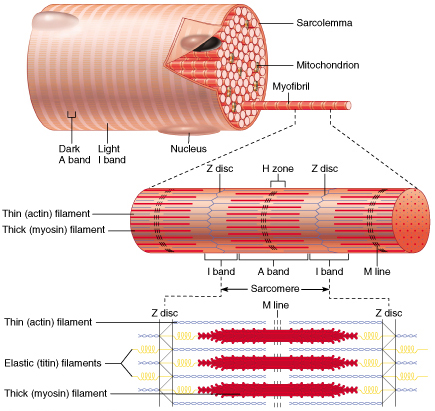 Sarcolemma
Mitochondrion
Myofibril
Dark
A band
Light
I band
Nucleus
Z disc
H zone
Z disc
Thin (actin) filament
Thick (myosin) filament
I band
A band
I band
M line
Sarcomere
Z disc
M line
Z disc
Thin (actin) filament
Elastic (titin) filaments
Thick (myosin) filament